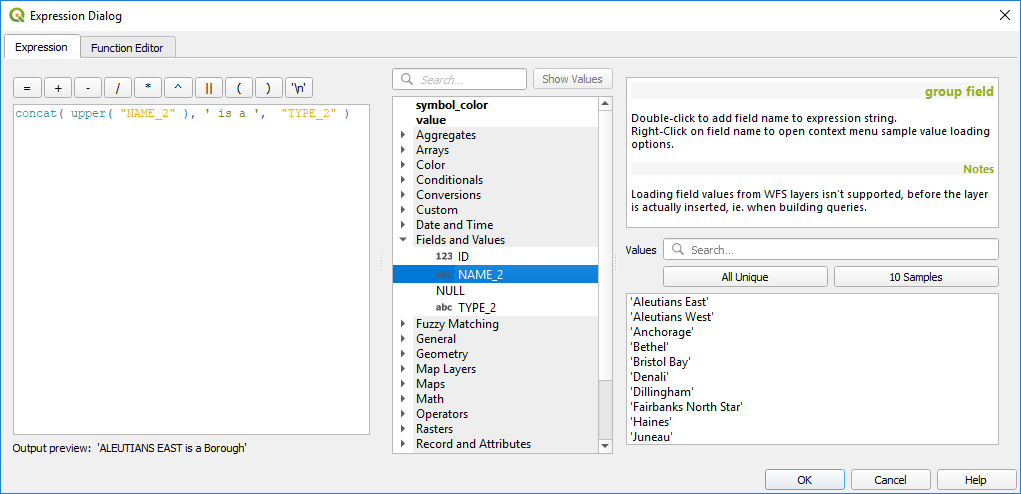 Expression Dialog
Expression
Function Editor
= + - / * ^ || ( ) '\n'
concat( upper( "NAME_2" ), ' is a ',  "TYPE_2" )
Output preview: 'ALEUTIANS EAST is a Borough'
Search...
Show Values
symbol_color
value
Aggregates
Arrays
Color
Conditionals
Conversions
Custom
Date and Time
Fields and Values
123 ID
abc NAME_2
NULL
abc TYPE_2
Fuzzy Matching
General
Geometry
Map Layers
Maps
Math
Operators
Rasters
Record and Attributes
group field
Double-click to add field name to expression string.
Right-Click on field name to open context menu sample value loading
options.
Notes
Loading field values from WFS layers isn't supported, before the layer
is actually inserted, ie. when building queries.
Values
Search...
All Unique
10 Samples
'Aleutians East'
'Aleutians West'
'Anchorage'
'Bethel'
'Bristol Bay'
'Denali'
'Dillingham'
'Fairbanks North Star'
'Haines'
'Juneau'
OK
Cancel
Help